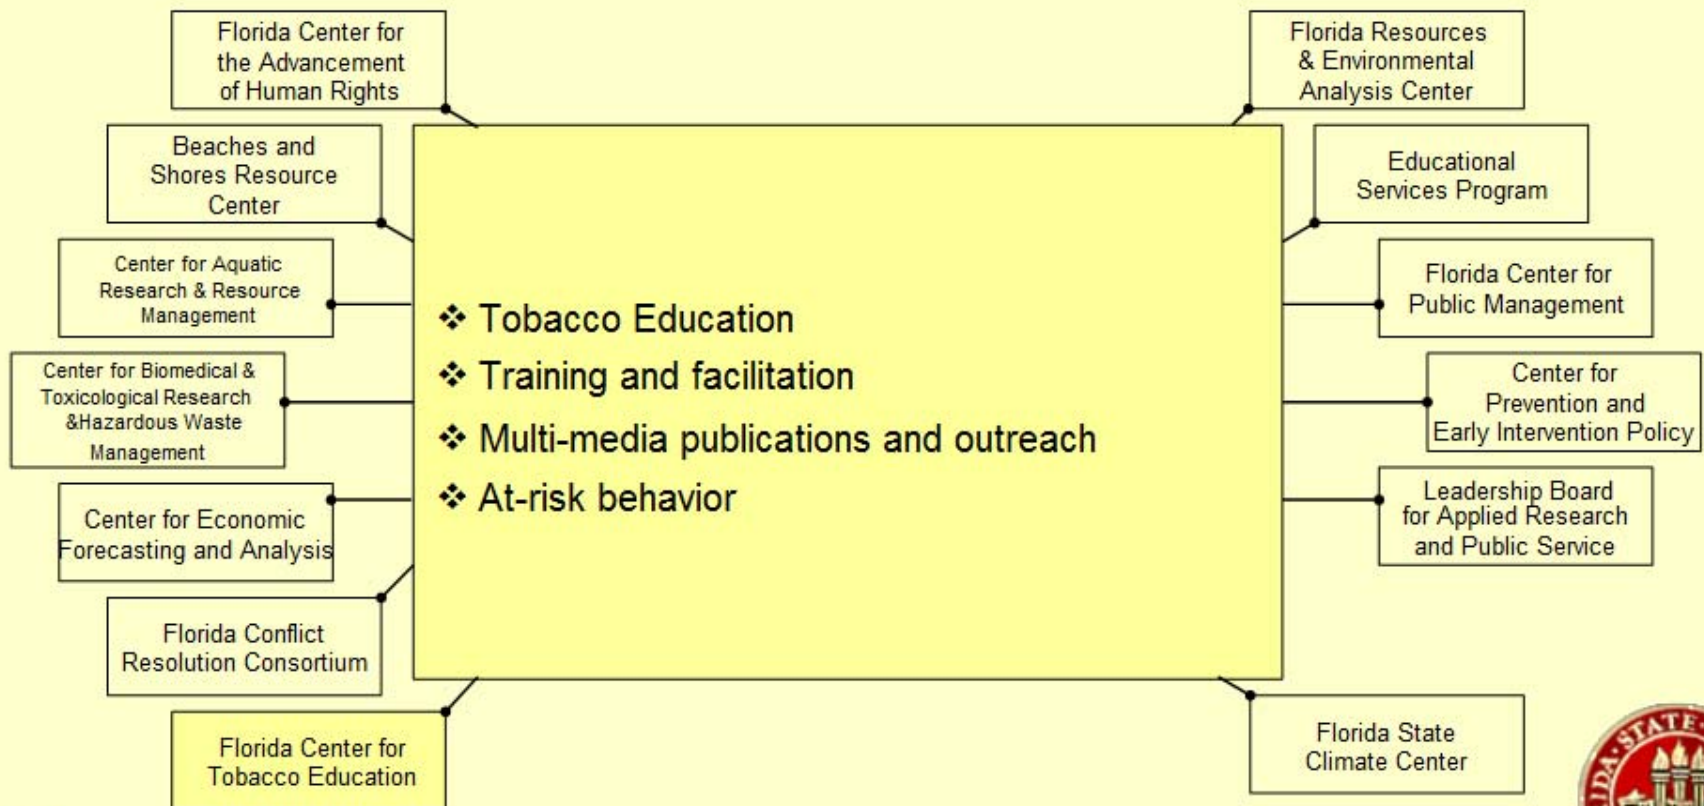 Florida Center for
the Advancement
of Human Rights
Beaches and
Shores Resource
Center
Center for Aquatic
Research & Resource
Management
Center for Biomedical &
Toxicological Research
&Hazardous Waste
Management
Center for Economic
Forecasting and Analysis
Florida Conflict
Resolution Consortium
Florida Center for
Tobacco Education
❖ Tobacco Education
❖ Training and facilitation
❖ Multi-media publications and outreach
❖ At-risk behavior
Florida Resources
& Environmental
Analysis Center
Educational
Services Program
Florida Center for
Public Management
Center for
Prevention and
Early Intervention Policy
Leadership Board
for Applied Research
and Public Service
Florida State
Climate Center
STATE